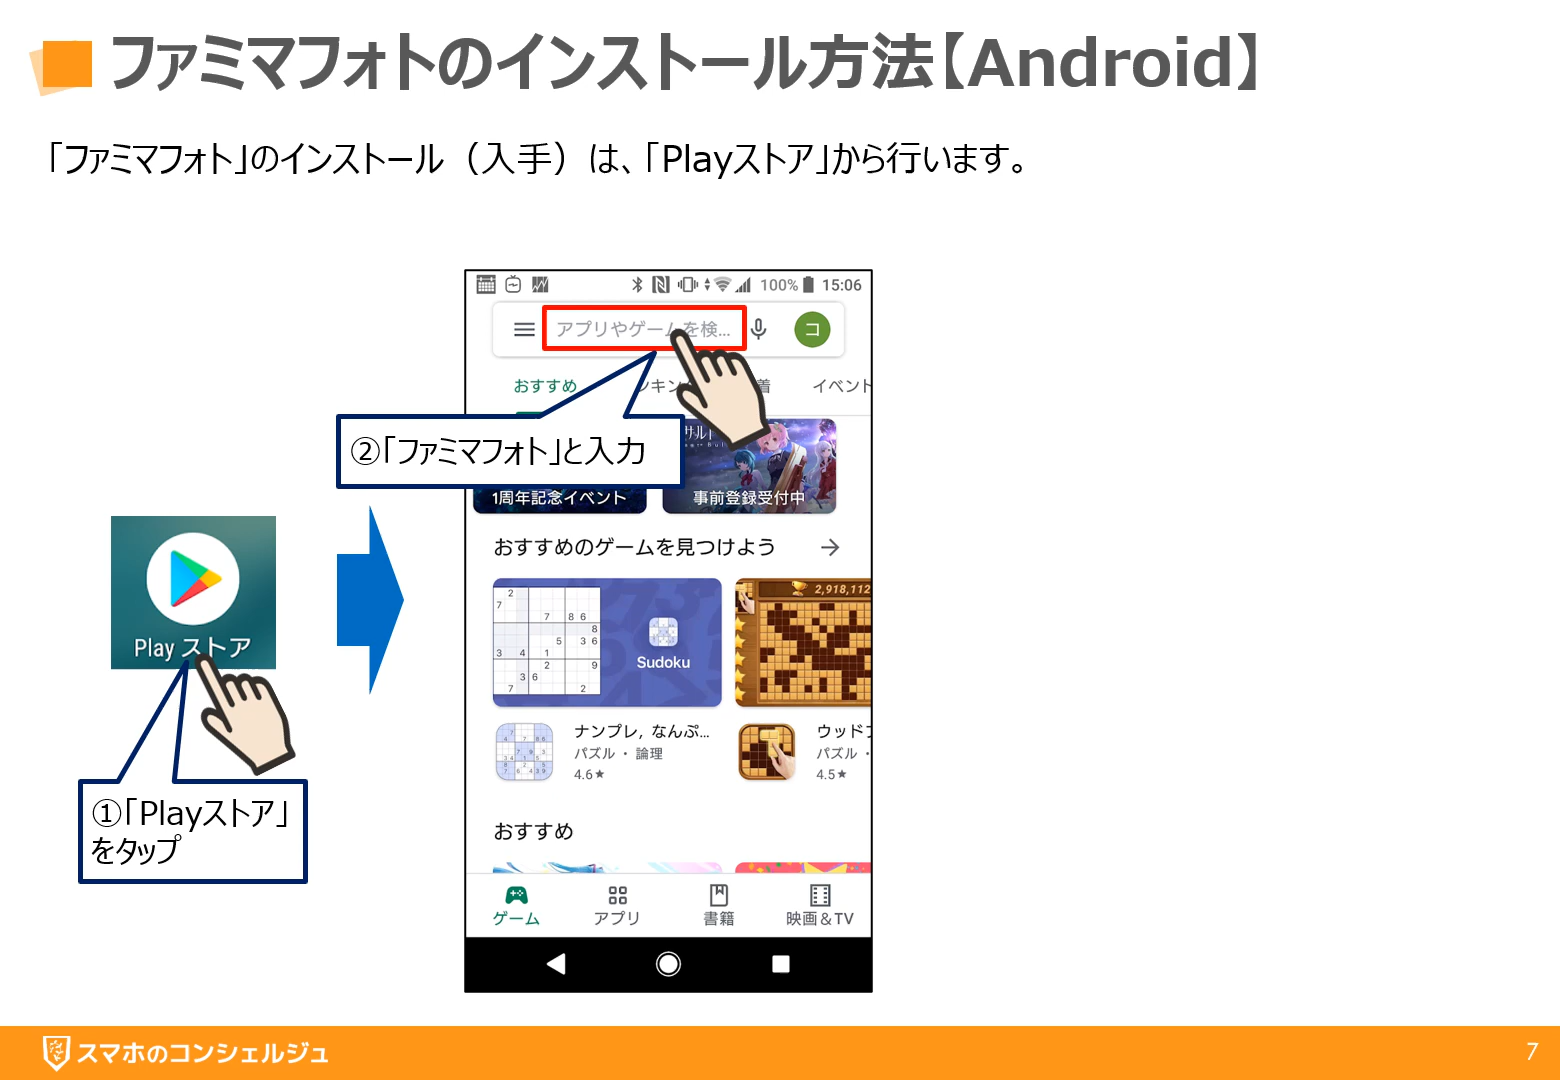 ファミマフォトのインストール方法【Android】
「ファミマフォト」のインストール（入手）は、「Playストア」から行います。
100% 15:06
アプリやゲームを検...
コ
おすすめ
ンキン
着
イベント
②「ファミマフォト」と入力
1周年記念イベント
事前登録受付中
おすすめのゲームを見つけよう
2,918,112
Sudoku
ナンプレ, なんぷ...
パズル・論理
4.6★
ウッドブ
パズル・
4.5★
おすすめ
ゲーム
アプリ
書籍
映画＆TV
Play ストア
①「Playストア」
をタップ
スマホのコンシェルジュ
7